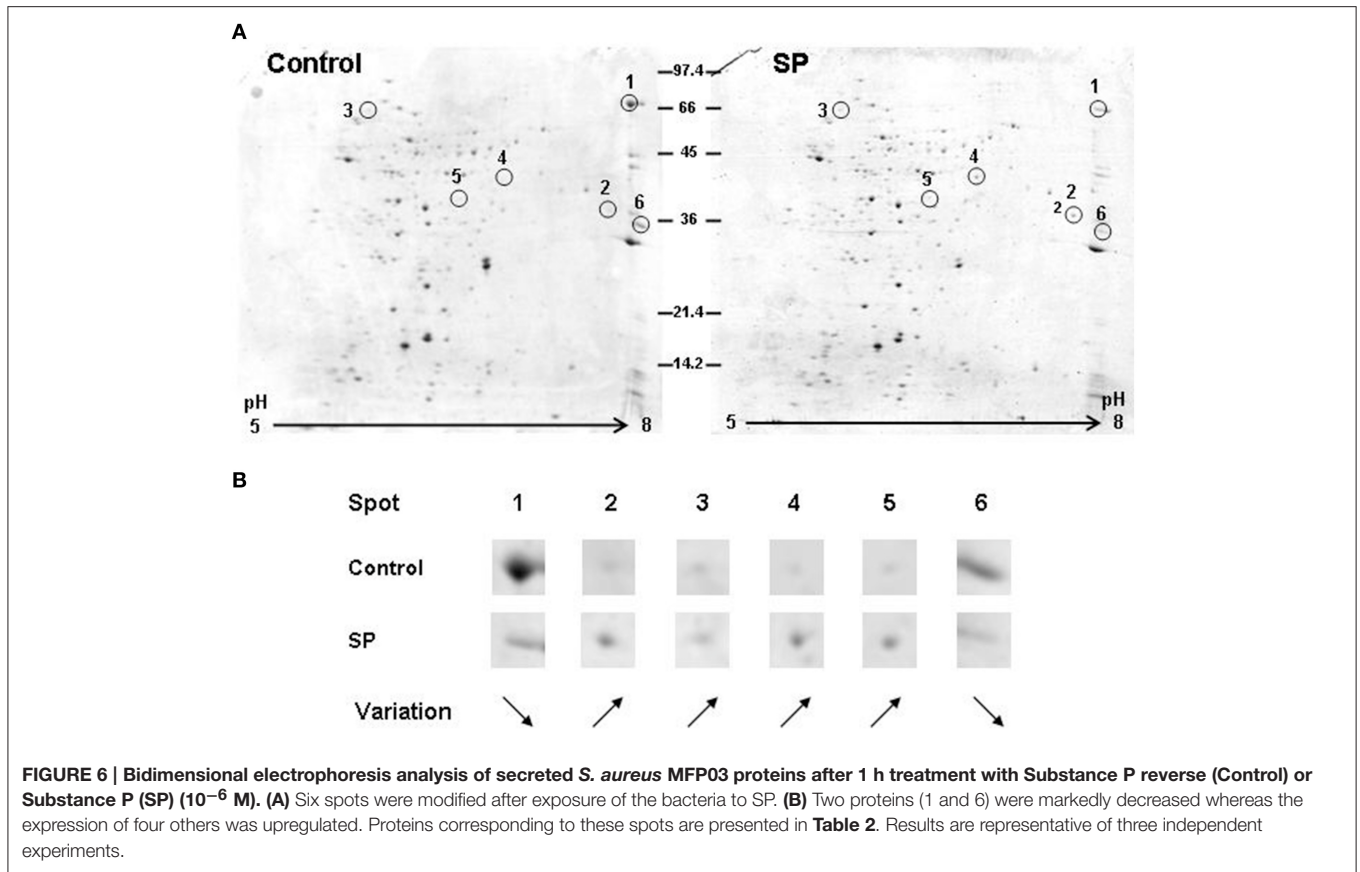 A
Control
SP
1
3
4
5
2
6
97.4
66
45
36
21.4
14.2
1
3
4
5
2
2
6
pH
5
8
5
pH
8
B
Spot 1 2 3 4 5 6
Control
SP
Variation
FIGURE 6 | Bidimensional electrophoresis analysis of secreted S. aureus MFP03 proteins after 1 h treatment with Substance P reverse (Control) or
Substance P (SP) (10−6 M). (A) Six spots were modified after exposure of the bacteria to SP. (B) Two proteins (1 and 6) were markedly decreased whereas the
expression of four others was upregulated. Proteins corresponding to these spots are presented in Table 2. Results are representative of three independent
experiments.